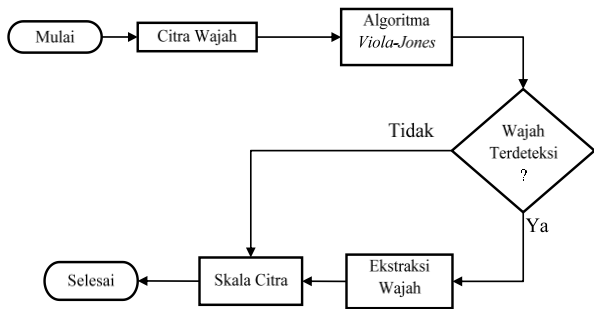 Mulai
Citra Wajah
Algoritma
Viola-Jones
Tidak
Wajah
Terdeteksi
?
Ya
Ekstraksi
Wajah
Skala Citra
Selesai